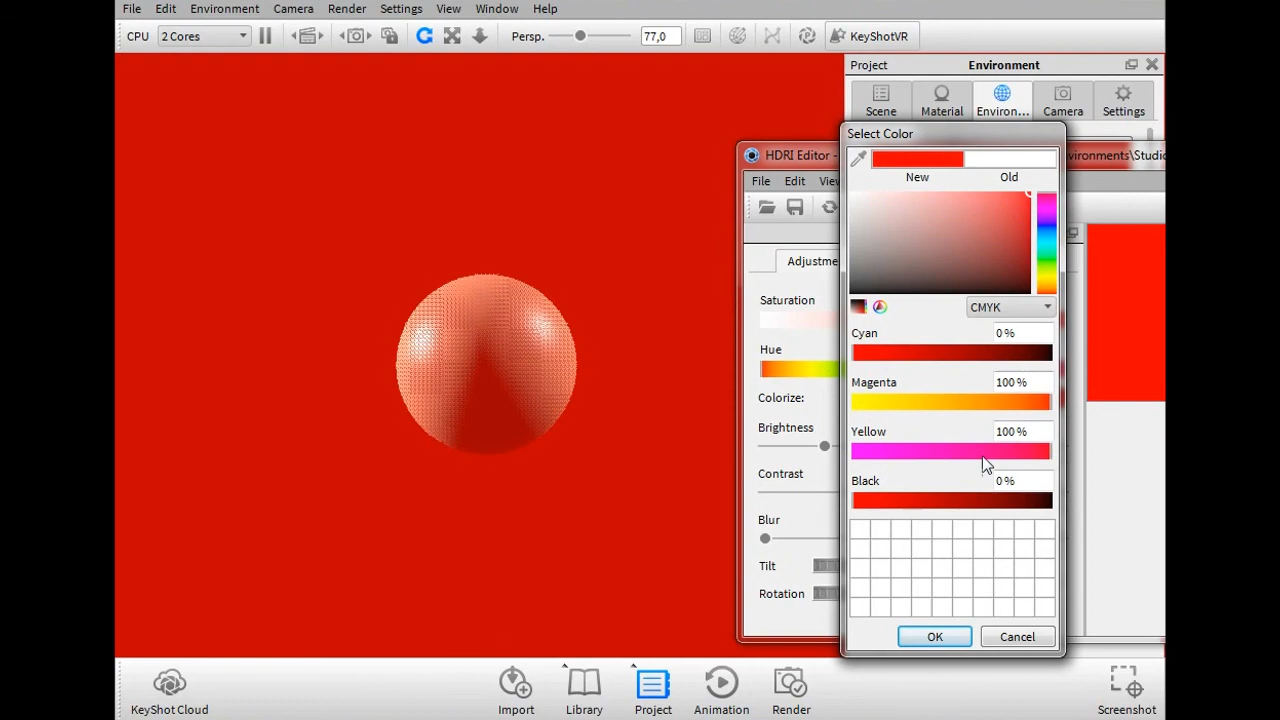 File Edit Environment Camera Render Settings View Window Help
CPU 2 Cores Persp. 77,0 KeyShotVR
Project Environment
Scene Material Environ... Camera Settings
Select Color
HDRI Editor - vironments\Studio
New Old
File Edit View
Adjustme
CMYK
Saturation
Cyan 0 %
Hue
Magenta 100 %
Colorize:
Brightness
Yellow 100 %
Contrast
Black 0 %
Blur
Tilt
Rotation
OK Cancel
KeyShot Cloud Import Library Project Animation Render Screenshot